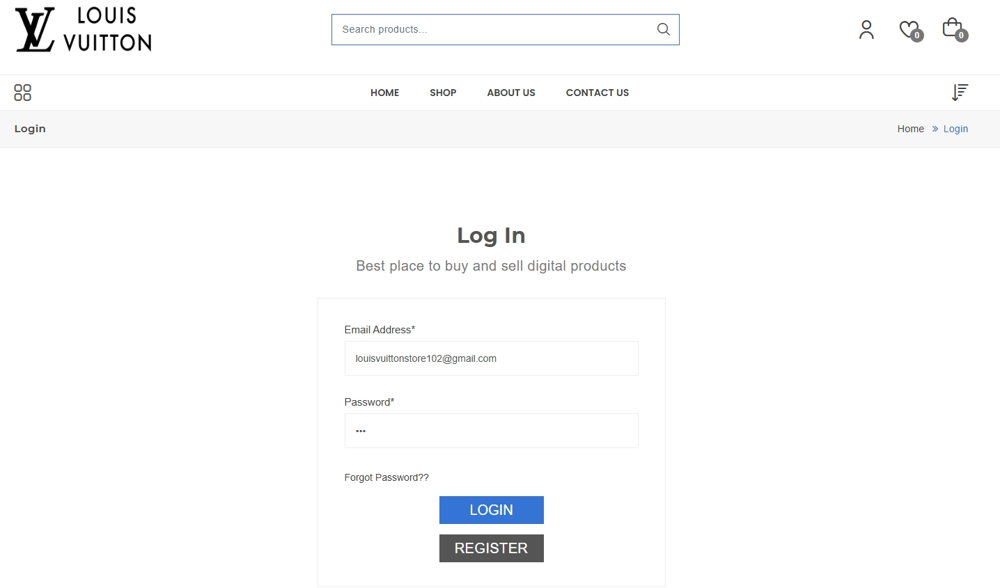 LOUIS
VUITTON
Search products...
0
0
HOME SHOP ABOUT US CONTACT US
Login
Home » Login
Log In
Best place to buy and sell digital products
Email Address*
louisvuittonstore102@gmail.com
Password*
•••
Forgot Password??
LOGIN
REGISTER